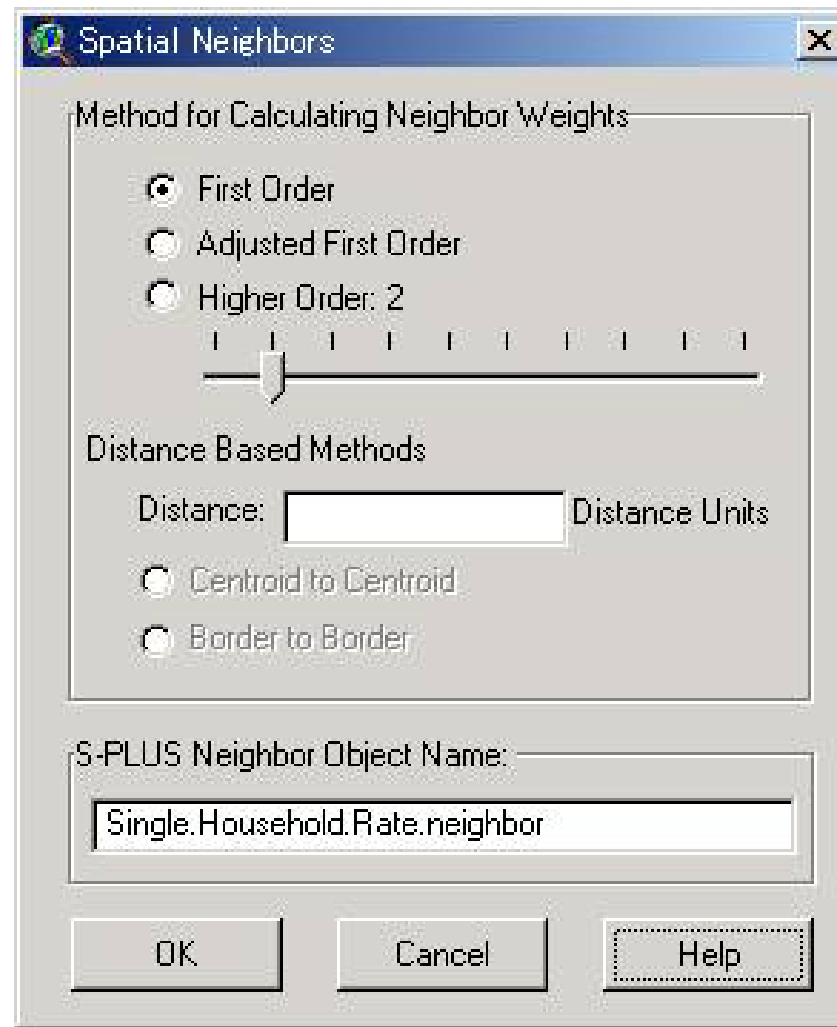 Spatial Neighbors
Method for Calculating Neighbor Weights
First Order
Adjusted First Order
Higher Order: 2
Distance Based Methods
Distance: Distance Units
Centroid to Centroid
Border to Border
S-PLUS Neighbor Object Name:
Single.Household.Rate.neighbor
OK Cancel Help